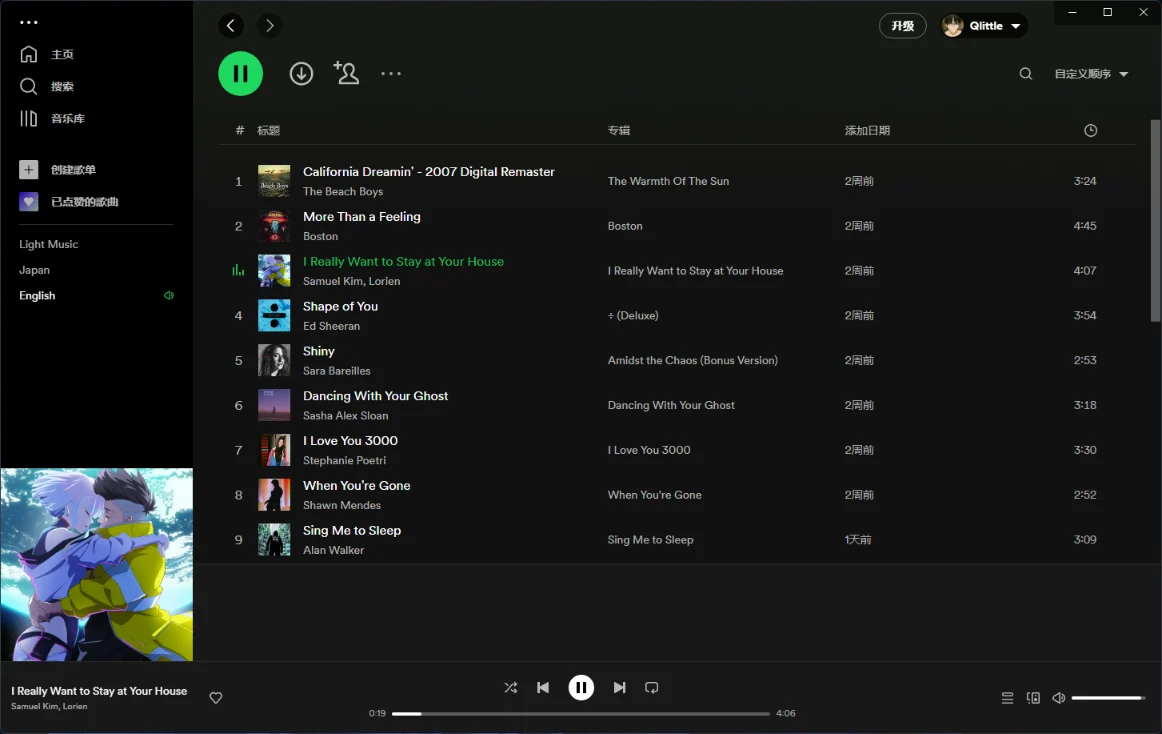 升级
Qlittle
主页
搜索
音乐库
创建歌单
已点赞的歌曲
Light Music
Japan
English
自定义顺序
# 标题 专辑 添加日期
1 California Dreamin' - 2007 Digital Remaster The Warmth Of The Sun 2周前 3:24
The Beach Boys
2 More Than a Feeling Boston 2周前 4:45
Boston
I Really Want to Stay at Your House I Really Want to Stay at Your House 2周前 4:07
Samuel Kim, Lorien
4 Shape of You ÷ (Deluxe) 2周前 3:54
Ed Sheeran
5 Shiny Amidst the Chaos (Bonus Version) 2周前 2:53
Sara Bareilles
6 Dancing With Your Ghost Dancing With Your Ghost 2周前 3:18
Sasha Alex Sloan
7 I Love You 3000 I Love You 3000 2周前 3:30
Stephanie Poetri
8 When You're Gone When You're Gone 2周前 2:52
Shawn Mendes
9 Sing Me to Sleep Sing Me to Sleep 1天前 3:09
Alan Walker
I Really Want to Stay at Your House
Samuel Kim, Lorien
0:19 4:06